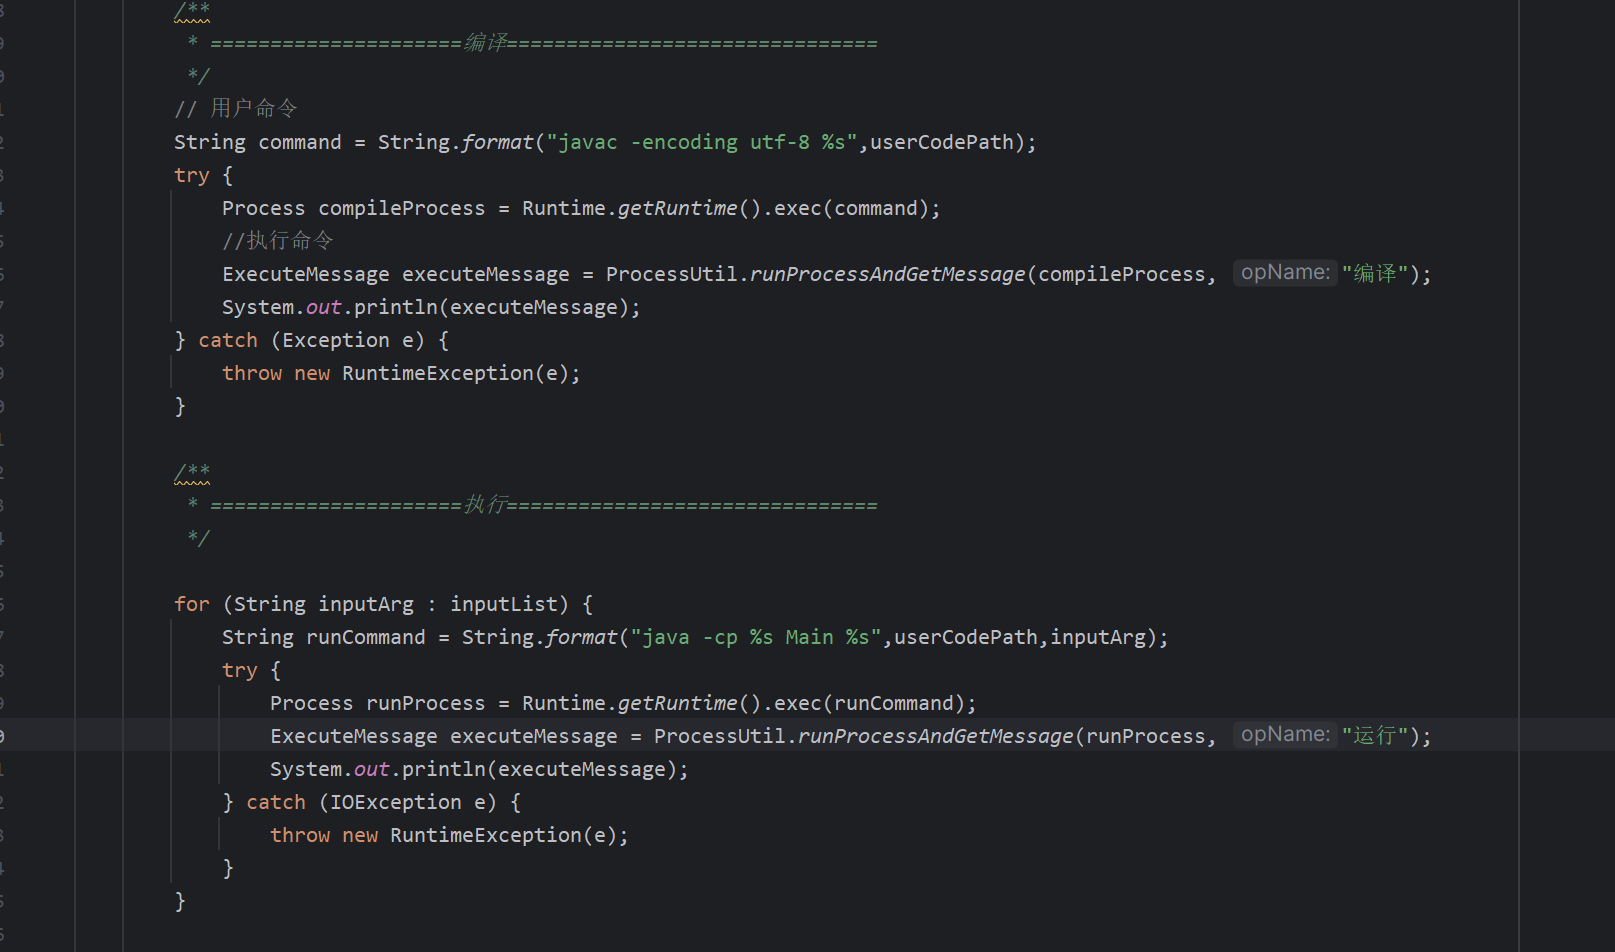 /**
 * =====================编译===============================
 */
// 用户命令
String command = String.format("javac -encoding utf-8 %s",userCodePath);
try {
    Process compileProcess = Runtime.getRuntime().exec(command);
    //执行命令
    ExecuteMessage executeMessage = ProcessUtil.runProcessAndGetMessage(compileProcess, opName: "编译");
    System.out.println(executeMessage);
} catch (Exception e) {
    throw new RuntimeException(e);
}
/**
 * =====================执行===============================
 */
for (String inputArg : inputList) {
    String runCommand = String.format("java -cp %s Main %s",userCodePath,inputArg);
    try {
        Process runProcess = Runtime.getRuntime().exec(runCommand);
        ExecuteMessage executeMessage = ProcessUtil.runProcessAndGetMessage(runProcess, opName: "运行");
        System.out.println(executeMessage);
    } catch (IOException e) {
        throw new RuntimeException(e);
    }
}